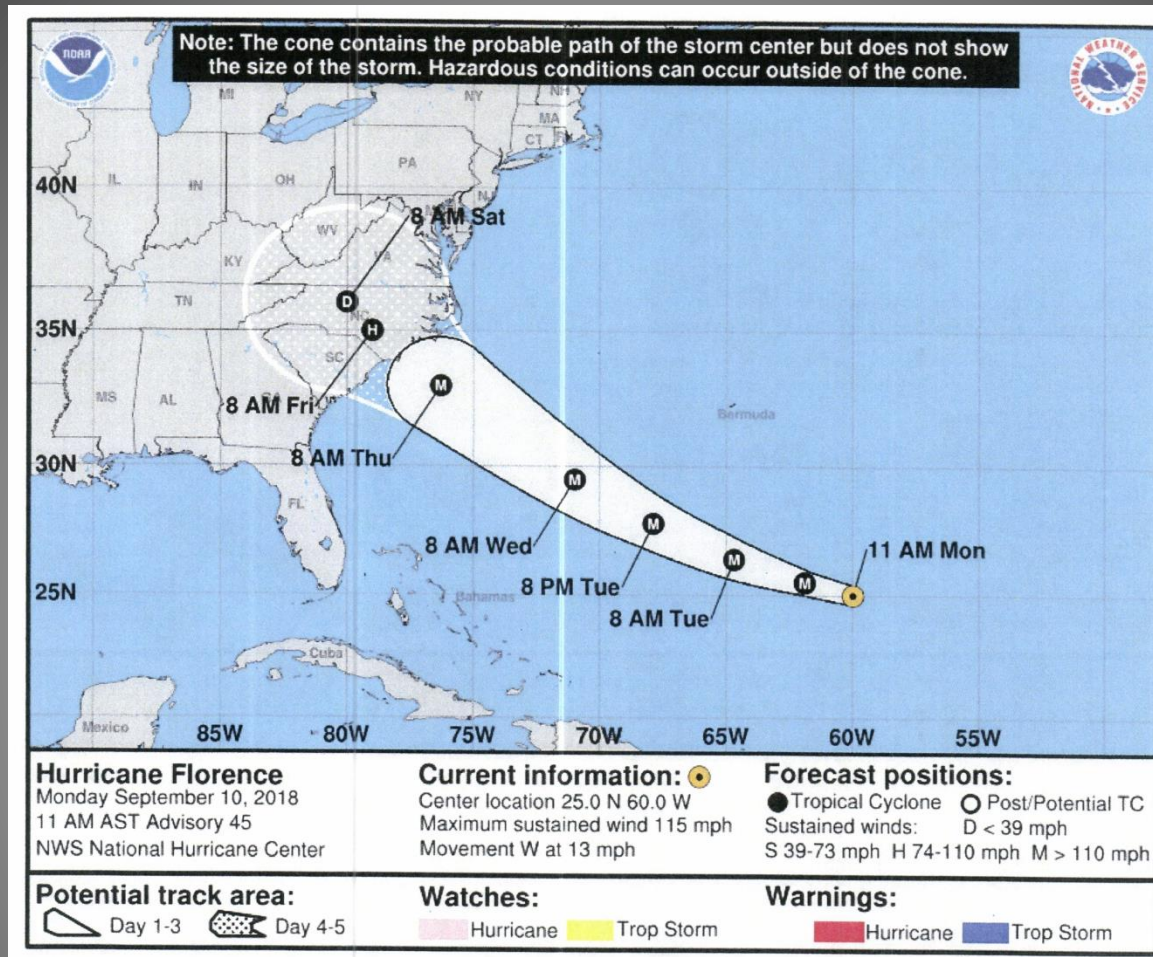 Note: The cone contains the probable path of the storm center but does not show
the size of the storm. Hazardous conditions can occur outside of the cone.
NOAA
NATIONAL WEATHER SERVICE
MI
NY
NH
MA
CT
PA
NJ
40N
IL
IN
OH
8 AM Sat
WV
VA
KY
D
TN
NC
35N
H
SC
MS
AL
GA
8 AM Fri
M
Bermuda
8 AM Thu
30N
M
FL
8 AM Wed
M
11 AM Mon
8 PM Tue
M
M
25N
Bahamas
8 AM Tue
Cuba
Mexico
85W
80W
75W
70W
65W
60W
55W
Hurricane Florence
Monday September 10, 2018
11 AM AST Advisory 45
NWS National Hurricane Center
Current information:
Center location 25.0 N 60.0 W
Maximum sustained wind 115 mph
Movement W at 13 mph
Forecast positions:
Tropical Cyclone Post/Potential TC
Sustained winds: D < 39 mph
S 39-73 mph H 74-110 mph M > 110 mph
Potential track area:
Day 1-3 Day 4-5
Watches:
Hurricane Trop Storm
Warnings:
Hurricane Trop Storm